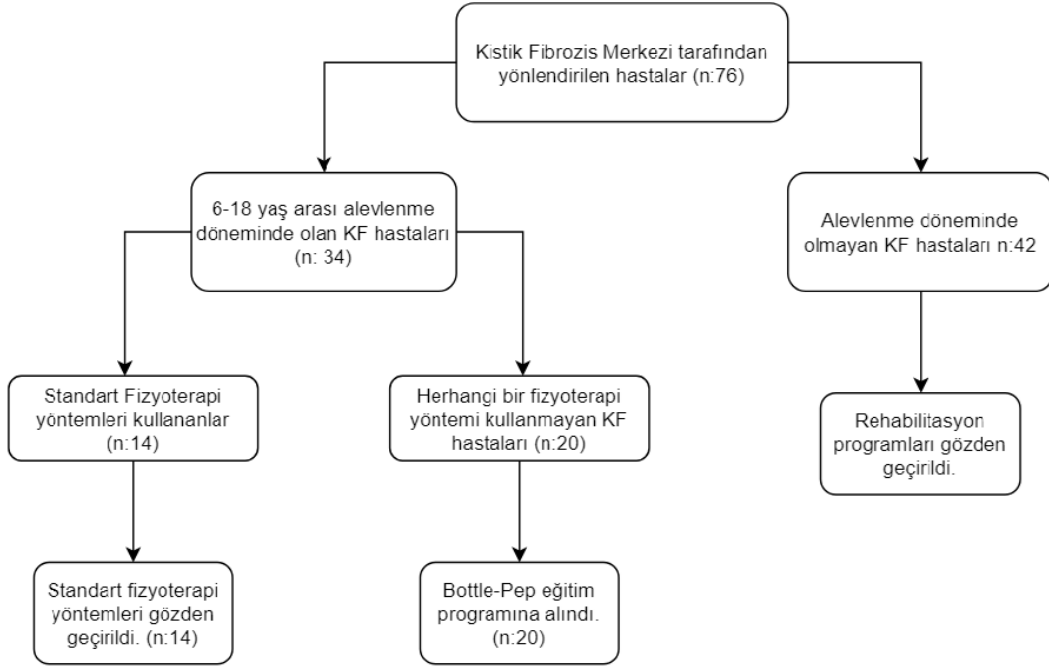 Kistik Fibrozis Merkezi tarafından
yönlendirilen hastalar (n:76)
6-18 yaş arası alevlenme
döneminde olan KF hastaları
(n: 34)
Alevlenme döneminde
olmayan KF hastaları n:42
Standart Fizyoterapi
yöntemleri kullananlar
(n:14)
Herhangi bir fizyoterapi
yöntemi kullanmayan KF
hastaları (n:20)
Rehabilitasyon
programları gözden
geçirildi.
Standart fizyoterapi
yöntemleri gözden
geçirildi. (n:14)
Bottle-Pep eğitim
programına alındı.
(n:20)